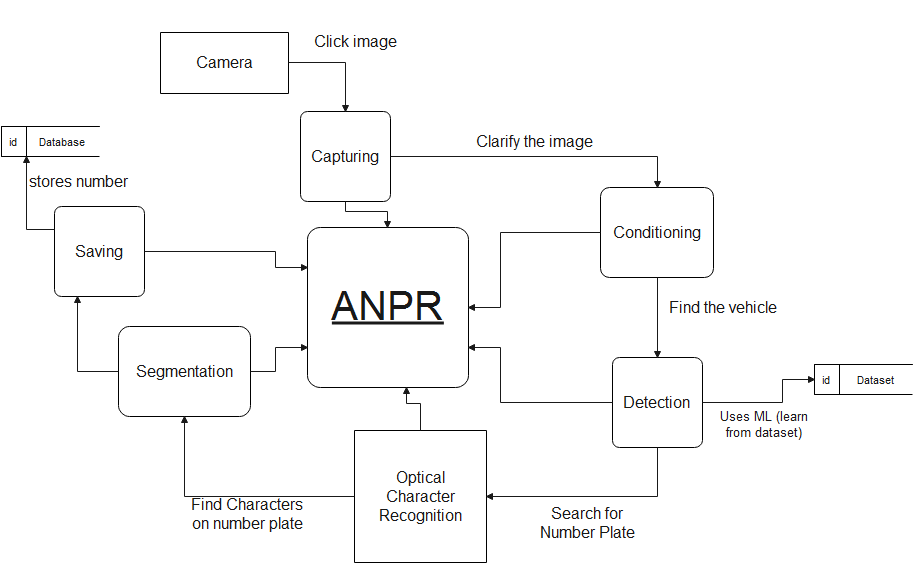 Click image
Camera
id
Database
Clarify the image
Capturing
stores number
Conditioning
Saving
ANPR
Find the vehicle
Segmentation
id
Dataset
Detection
Uses ML (learn
from dataset)
Optical
Character
Recognition
Find Characters
on number plate
Search for
Number Plate